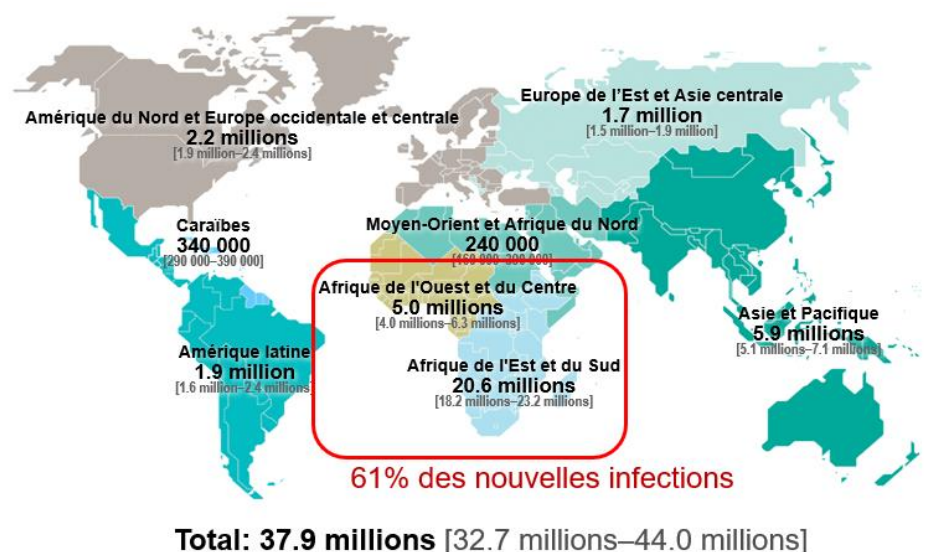 Amérique du Nord et Europe occidentale et centrale
2.2 millions
[1.9 million–2.4 millions]
Europe de l'Est et Asie centrale
1.7 million
[1.5 million–1.9 million]
Caraïbes
340 000
[290 000–390 000]
Moyen-Orient et Afrique du Nord
240 000
Afrique de l'Ouest et du Centre
5.0 millions
[4.0 millions–6.3 millions]
Asie et Pacifique
5.9 millions
[5.1 millions–7.1 millions]
Amérique latine
1.9 million
[1.6 million–2.4 millions]
Afrique de l'Est et du Sud
20.6 millions
[18.2 millions–23.2 millions]
61% des nouvelles infections
Total: 37.9 millions [32.7 millions–44.0 millions]